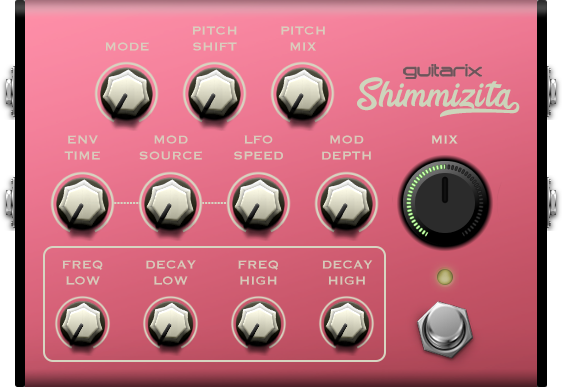 MODE
PITCH
SHIFT
PITCH
MIX
guitarix
Shimmizita
ENV
TIME
MOD
SOURCE
LFO
SPEED
MOD
DEPTH
MIX
FREQ
LOW
DECAY
LOW
FREQ
HIGH
DECAY
HIGH